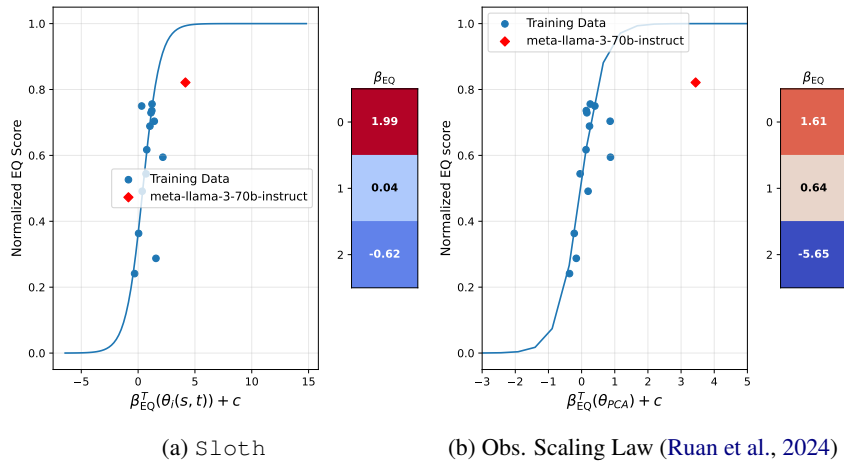 1.0
0.8
0.6
0.4
0.2
0.0
Normalized EQ Score
Training Data
meta-llama-3-70b-instruct
−5 0 5 10 15
β_EQ^T(θ_i(s, t)) + c
β_EQ
0 1.99
1 0.04
2 -0.62
(a) Sloth
1.0
0.8
0.6
0.4
0.2
0.0
Normalized EQ score
Training Data
meta-llama-3-70b-instruct
−3 −2 −1 0 1 2 3 4 5
β_EQ^T(θ_PCA) + c
β_EQ
0 1.61
1 0.64
2 -5.65
(b) Obs. Scaling Law (Ruan et al., 2024)